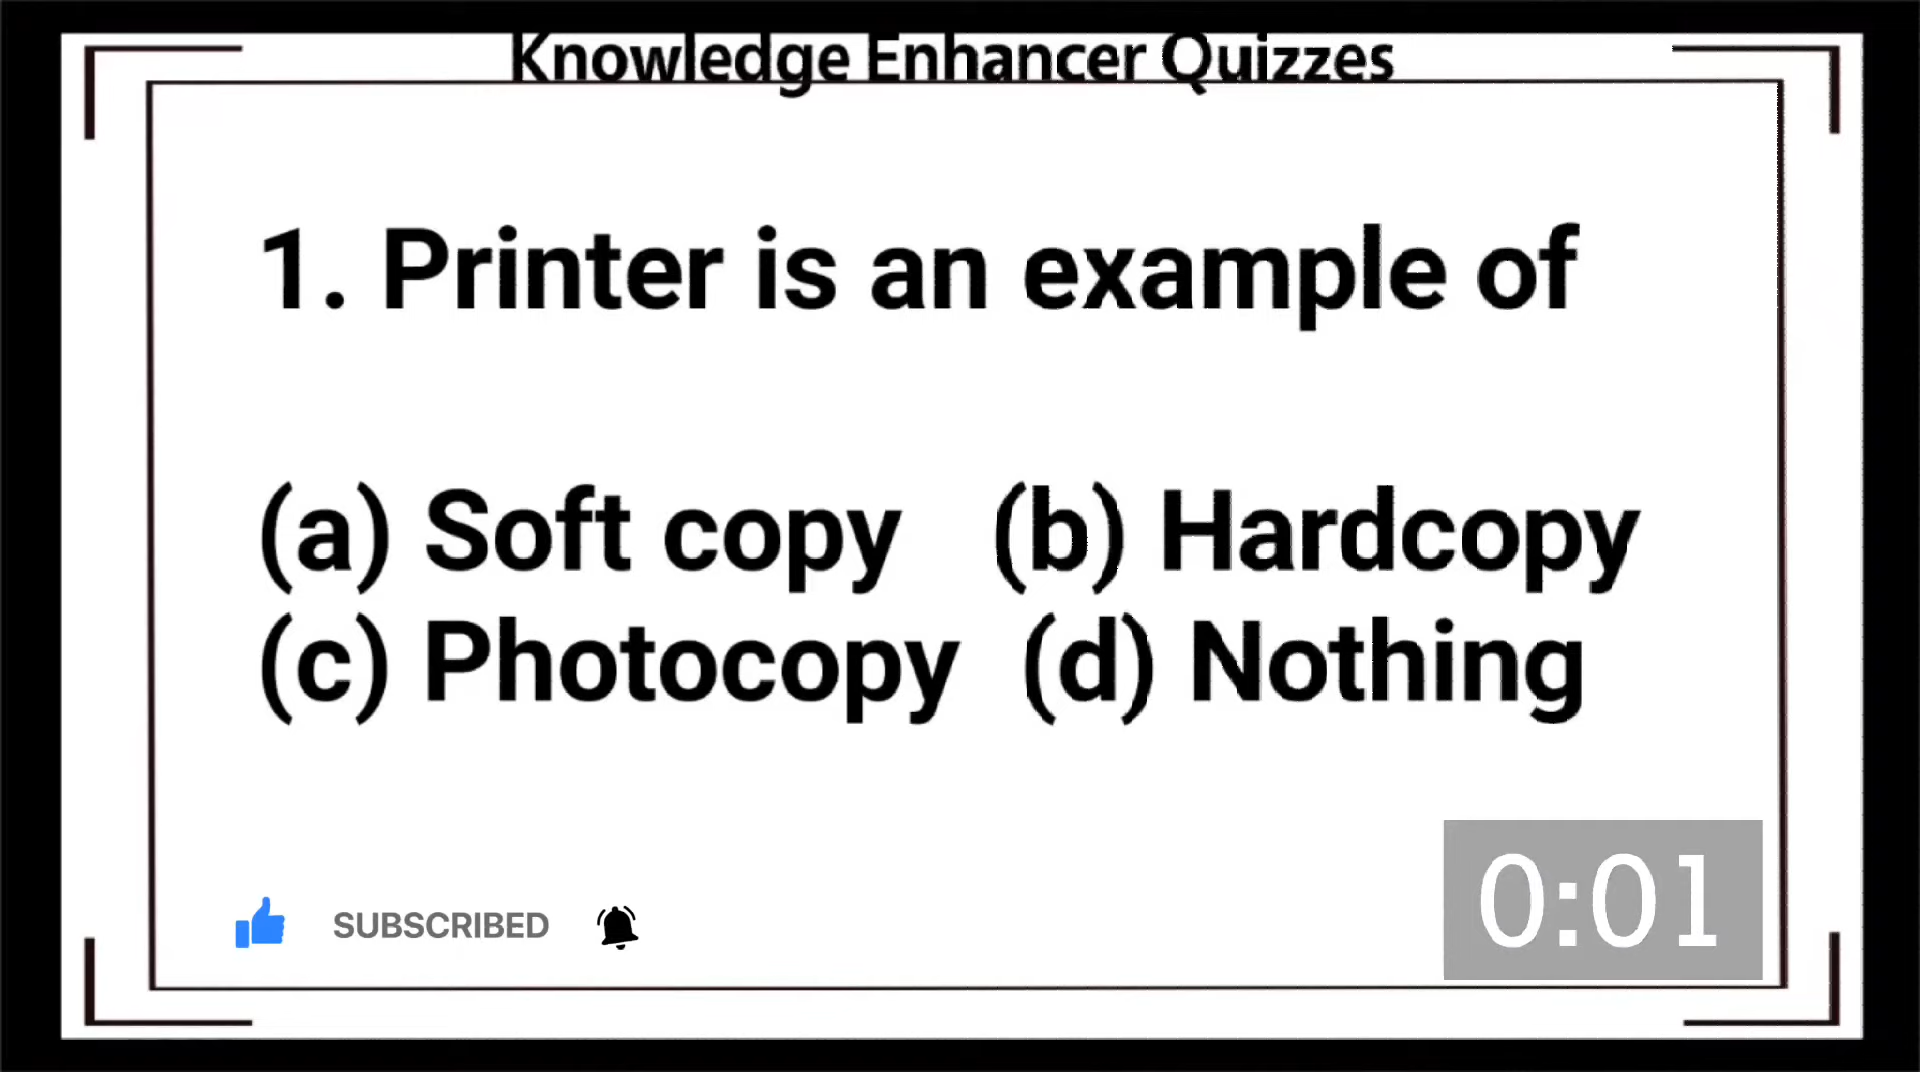 Knowledge Enhancer Quizzes
1. Printer is an example of
(a) Soft copy (b) Hardcopy
(c) Photocopy (d) Nothing
SUBSCRIBED
0:01